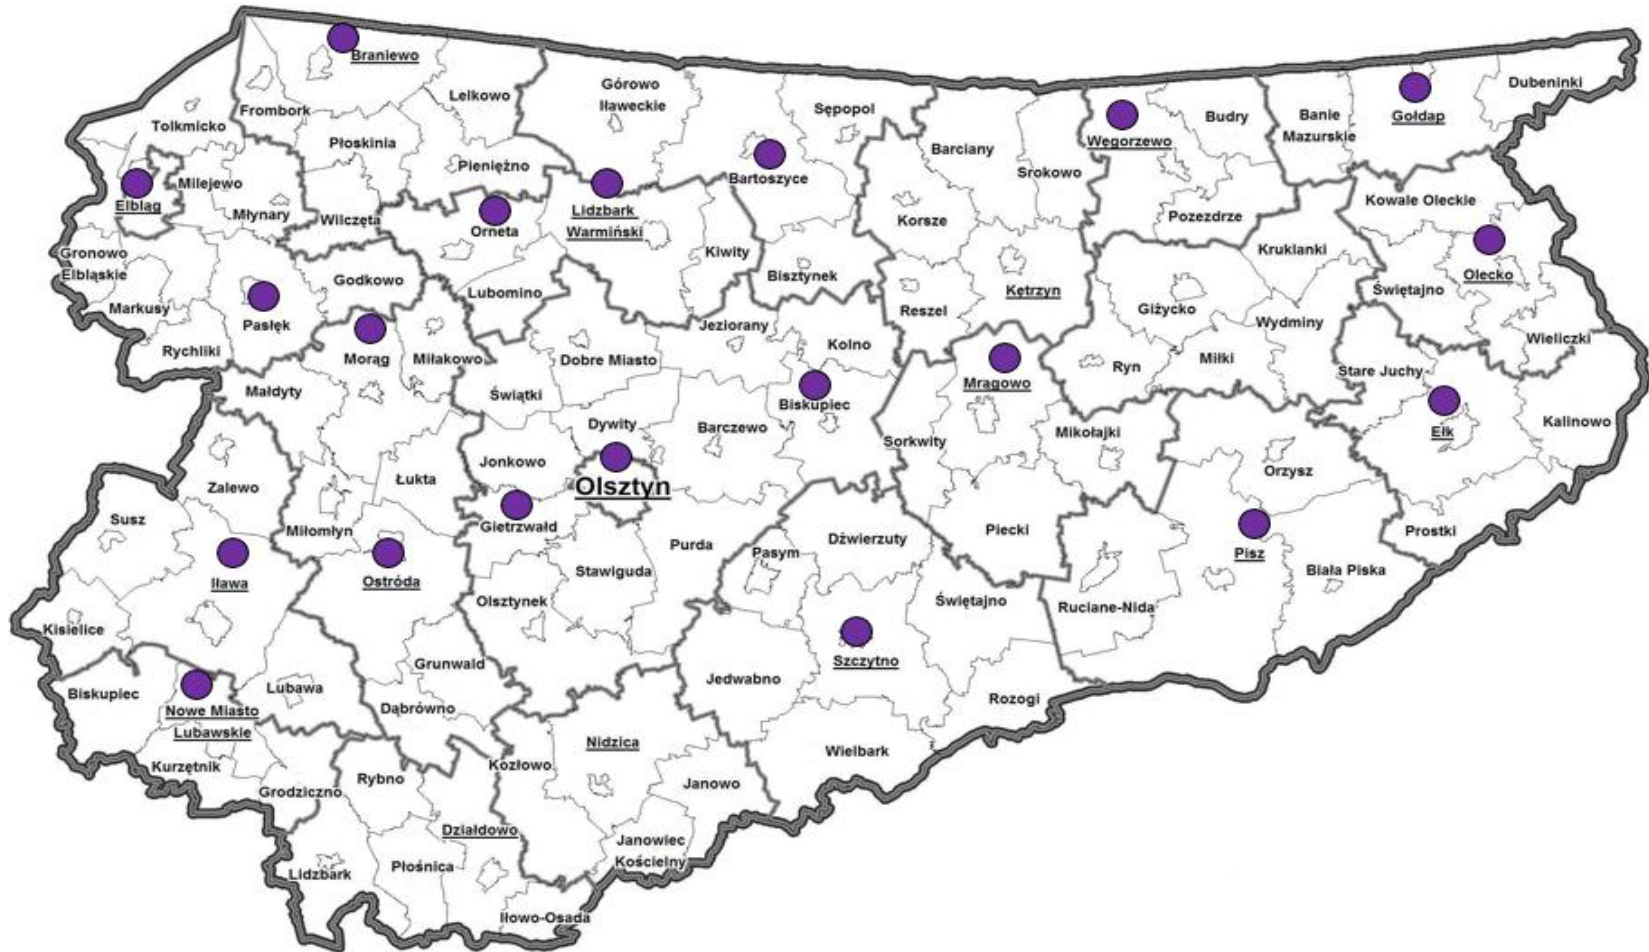 Braniewo
Dubeninki
Górowo
Iławeckie
Lelkowo
Frombork
Sępopol
Budry
Banie
Mazurskie
Gołdap
Tolkmicko
Płoskinia
Węgorzewo
Barciany
Pieniężno
Srokowo
Bartoszyce
Milejewo
Elbląg
Młynary
Wilczęta
Orneta
Lidzbark
Warmiński
Korsze
Pozezdrze
Kowale Oleckie
Gronowo
Elbląskie
Kiwity
Kruklanki
Godkowo
Bisztynek
Olecko
Lubomino
Kętrzyn
Świętajno
Markusy
Pasłęk
Reszel
Giżycko
Jeziorany
Wydminy
Rychliki
Morąg
Miłakowo
Dobre Miasto
Kolno
Wieliczki
Ryn
Miłki
Stare Juchy
Małdyty
Świątki
Mrągowo
Biskupiec
Dywity
Barczewo
Kalinowo
Mikołajki
Ełk
Sorkwity
Jonkowo
Orzysz
Łukta
Zalewo
Olsztyn
Susz
Gietrzwałd
Miłomłyn
Piecki
Prostki
Dźwierzuty
Purda
Pasym
Pisz
Stawiguda
Biała Piska
Iława
Ostróda
Olsztynek
Świętajno
Ruciane-Nida
Kisielice
Grunwald
Szczytno
Jedwabno
Lubawa
Biskupiec
Rozogi
Dąbrówno
Nowe Miasto
Lubawskie
Nidzica
Wielbark
Kurzętnik
Kozłowo
Rybno
Janowo
Grodziczno
Działdowo
Janowiec
Kościelny
Płośnica
Lidzbark
Iłowo-Osada